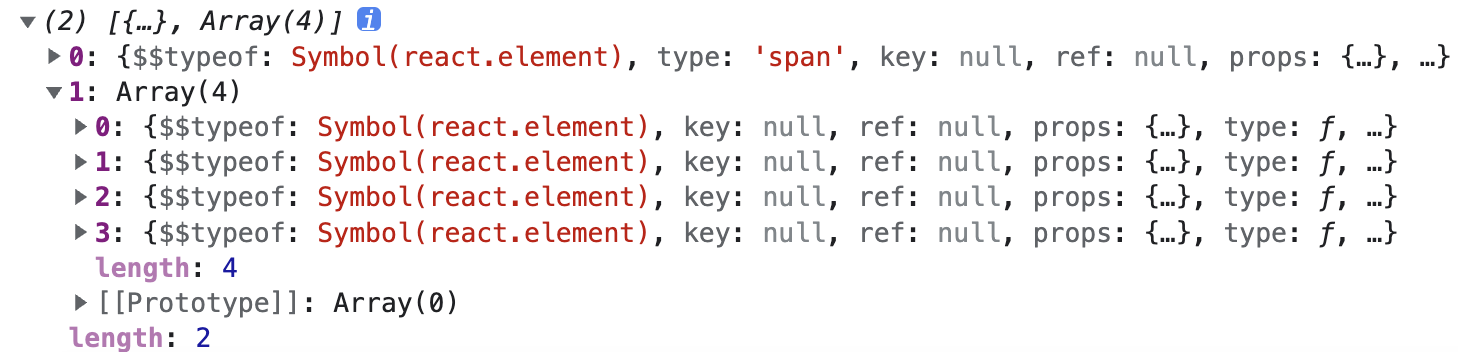 ▼(2) [{…}, Array(4)] i
▶0: {$$typeof: Symbol(react.element), type: 'span', key: null, ref: null, props: {…}, …}
▼1: Array(4)
▶0: {$$typeof: Symbol(react.element), key: null, ref: null, props: {…}, type: ƒ, …}
▶1: {$$typeof: Symbol(react.element), key: null, ref: null, props: {…}, type: ƒ, …}
▶2: {$$typeof: Symbol(react.element), key: null, ref: null, props: {…}, type: ƒ, …}
▶3: {$$typeof: Symbol(react.element), key: null, ref: null, props: {…}, type: ƒ, …}
length: 4
▶[[Prototype]]: Array(0)
length: 2